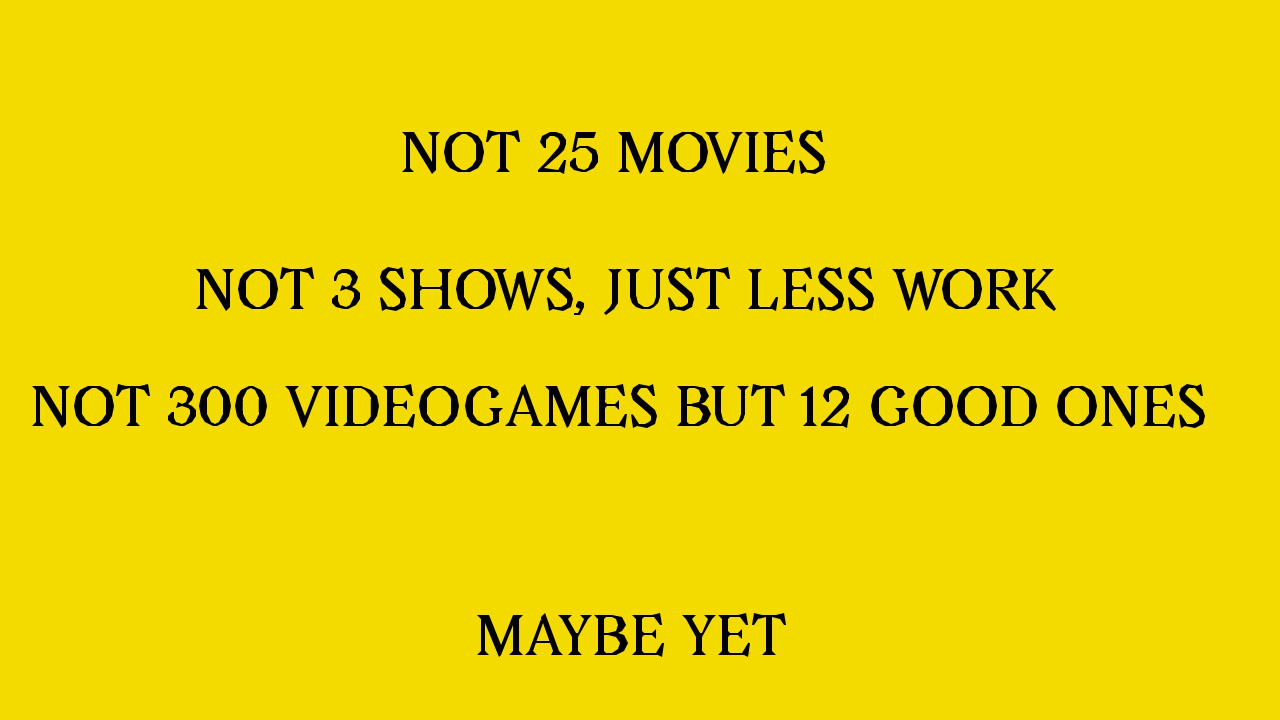 NOT 25 MOVIES
NOT 3 SHOWS, JUST LESS WORK
NOT 300 VIDEOGAMES BUT 12 GOOD ONES
MAYBE YET